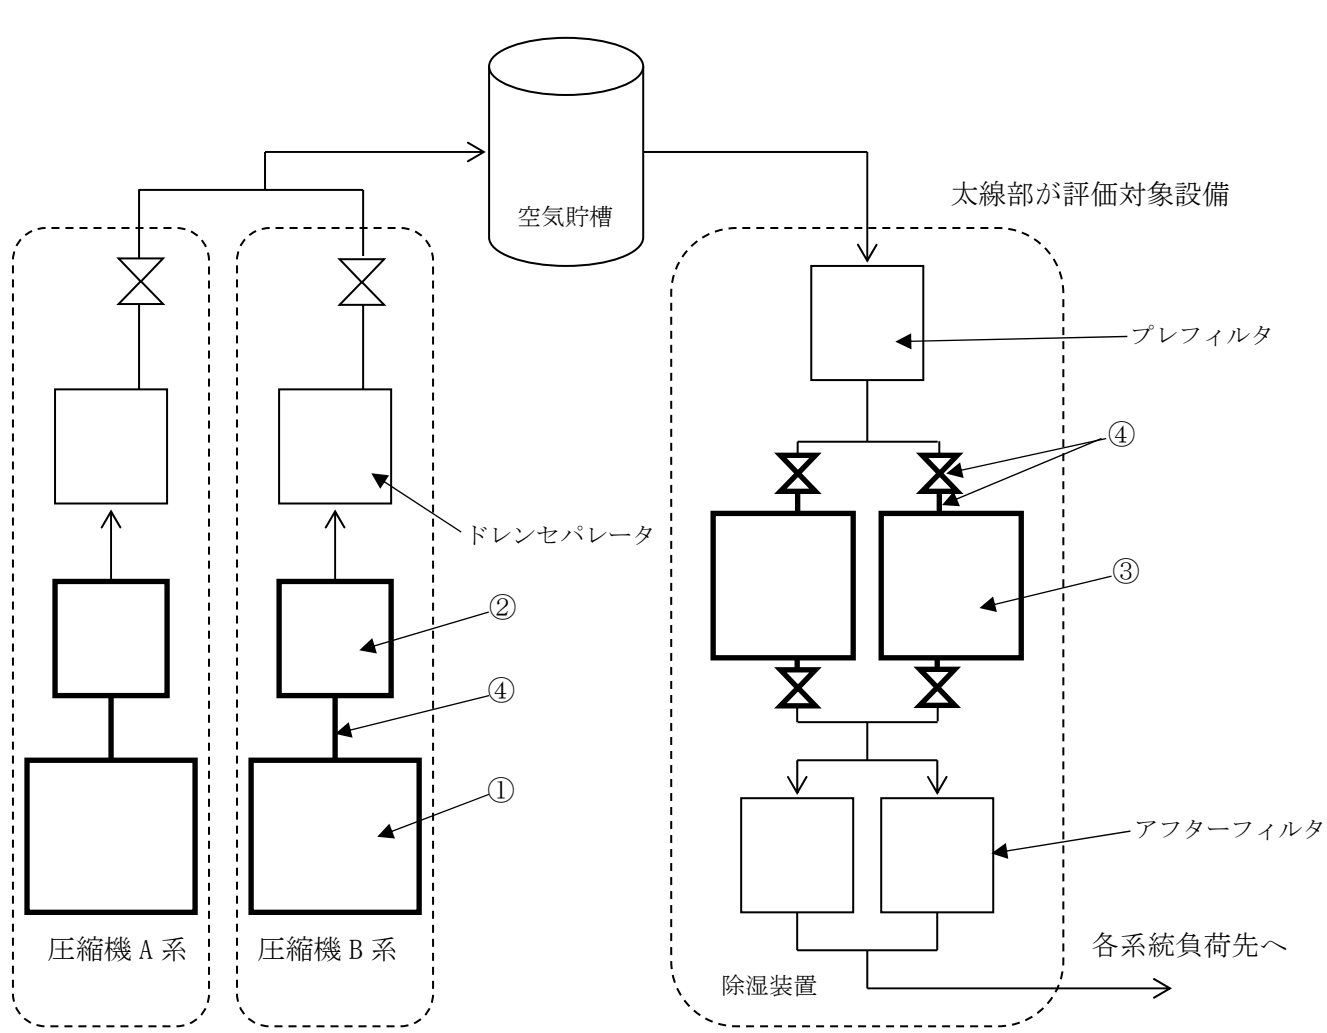 空気貯槽
太線部が評価対象設備
プレフィルタ
④
ドレンセパレータ
③
②
④
①
アフターフィルタ
圧縮機 A 系
圧縮機 B 系
各系統負荷先へ
除湿装置